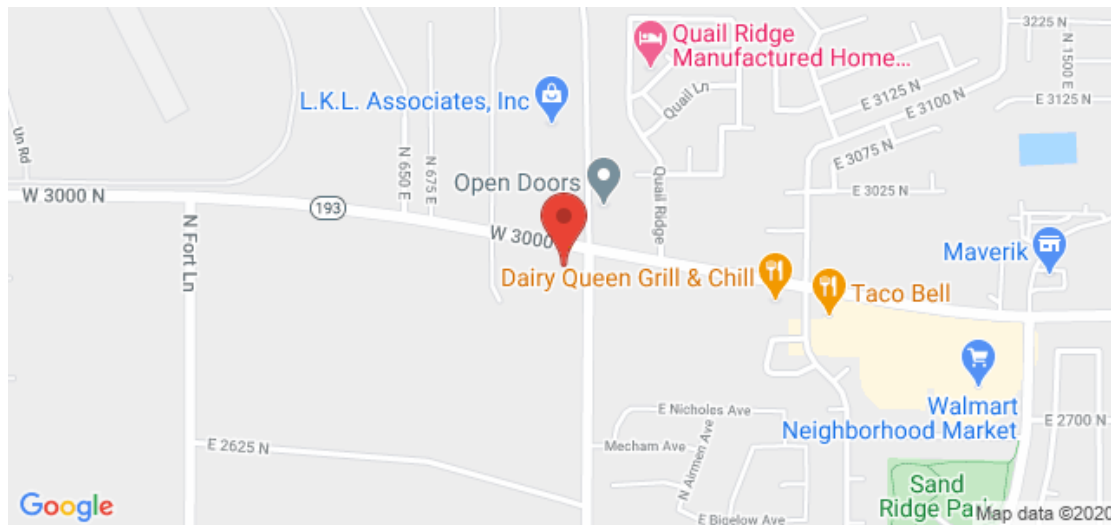 3225 N
N 1500 E
Quail Ridge
Manufactured Home...
L.K.L. Associates, Inc
Quail Ln
E 3125 N
E 3100 N
E 3125 N
Un Rd
N 650 E
N 675 E
E 3075 N
Open Doors
Quail Ridge
E 3025 N
W 3000 N
193
N Fort Ln
W 3000
Maverik
Dairy Queen Grill & Chill
Taco Bell
Walmart
Neighborhood Market
E Nicholes Ave
E 2700 N
Mecham Ave
N Airmen Ave
E 2625 N
Sand
Ridge Pa
Google
E Bigelow Ave
Map data ©2020